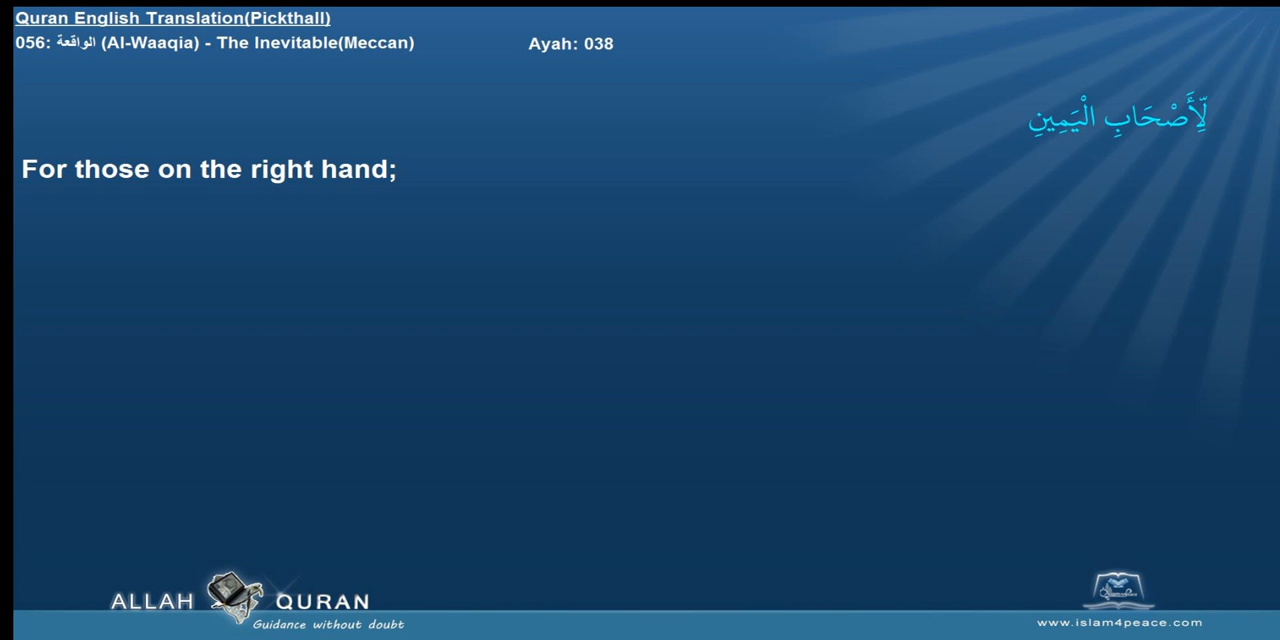 Quran English Translation(Pickthall)
056: الواقعة (Al-Waaqia) - The Inevitable(Meccan) Ayah: 038
لِّأَصْحَابِ الْيَمِينِ
For those on the right hand;
ALLAH QURAN
Guidance without doubt
www.islam4peace.com